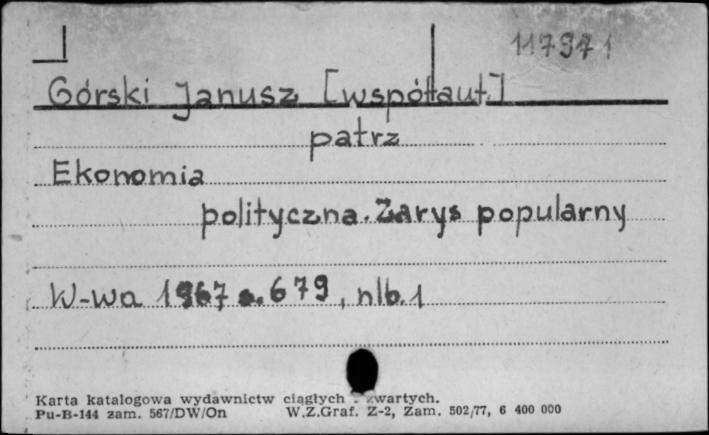 117941
Górski Janusz [współaut.]
patrz
Ekonomia
polityczna. Zarys popularny
W-wa 1967 s. 679, nlb. 1
Karta katalogowa wydawnictw ciągłych i zwartych.
Pu-B-144 zam. 567/DW/On W.Z.Graf. Z-2, Zam. 502/77, 6 400 000